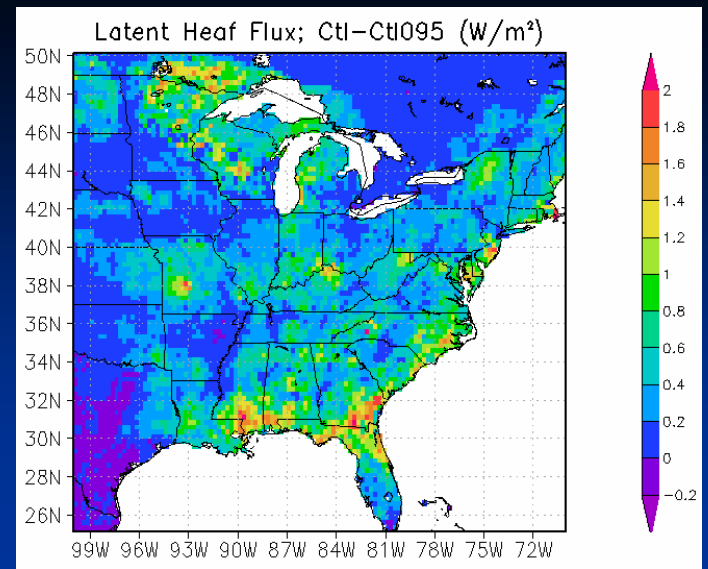 Latent Heaf Flux; Ctl−Ctl095 (W/m²)
50N
48N
46N
44N
42N
40N
38N
36N
34N
32N
30N
28N
26N
99W 96W 93W 90W 87W 84W 81W 78W 75W 72W
2
1.8
1.6
1.4
1.2
1
0.8
0.6
0.4
0.2
0
−0.2